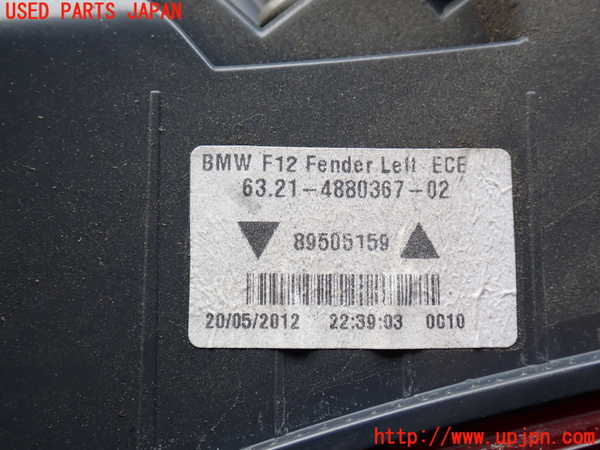 USED PARTS JAPAN
BMW F12 Fender Left ECE
63.21-4880367-02
89505159
20/05/2012 22:39:03 0010
http://www.upjpn.com/